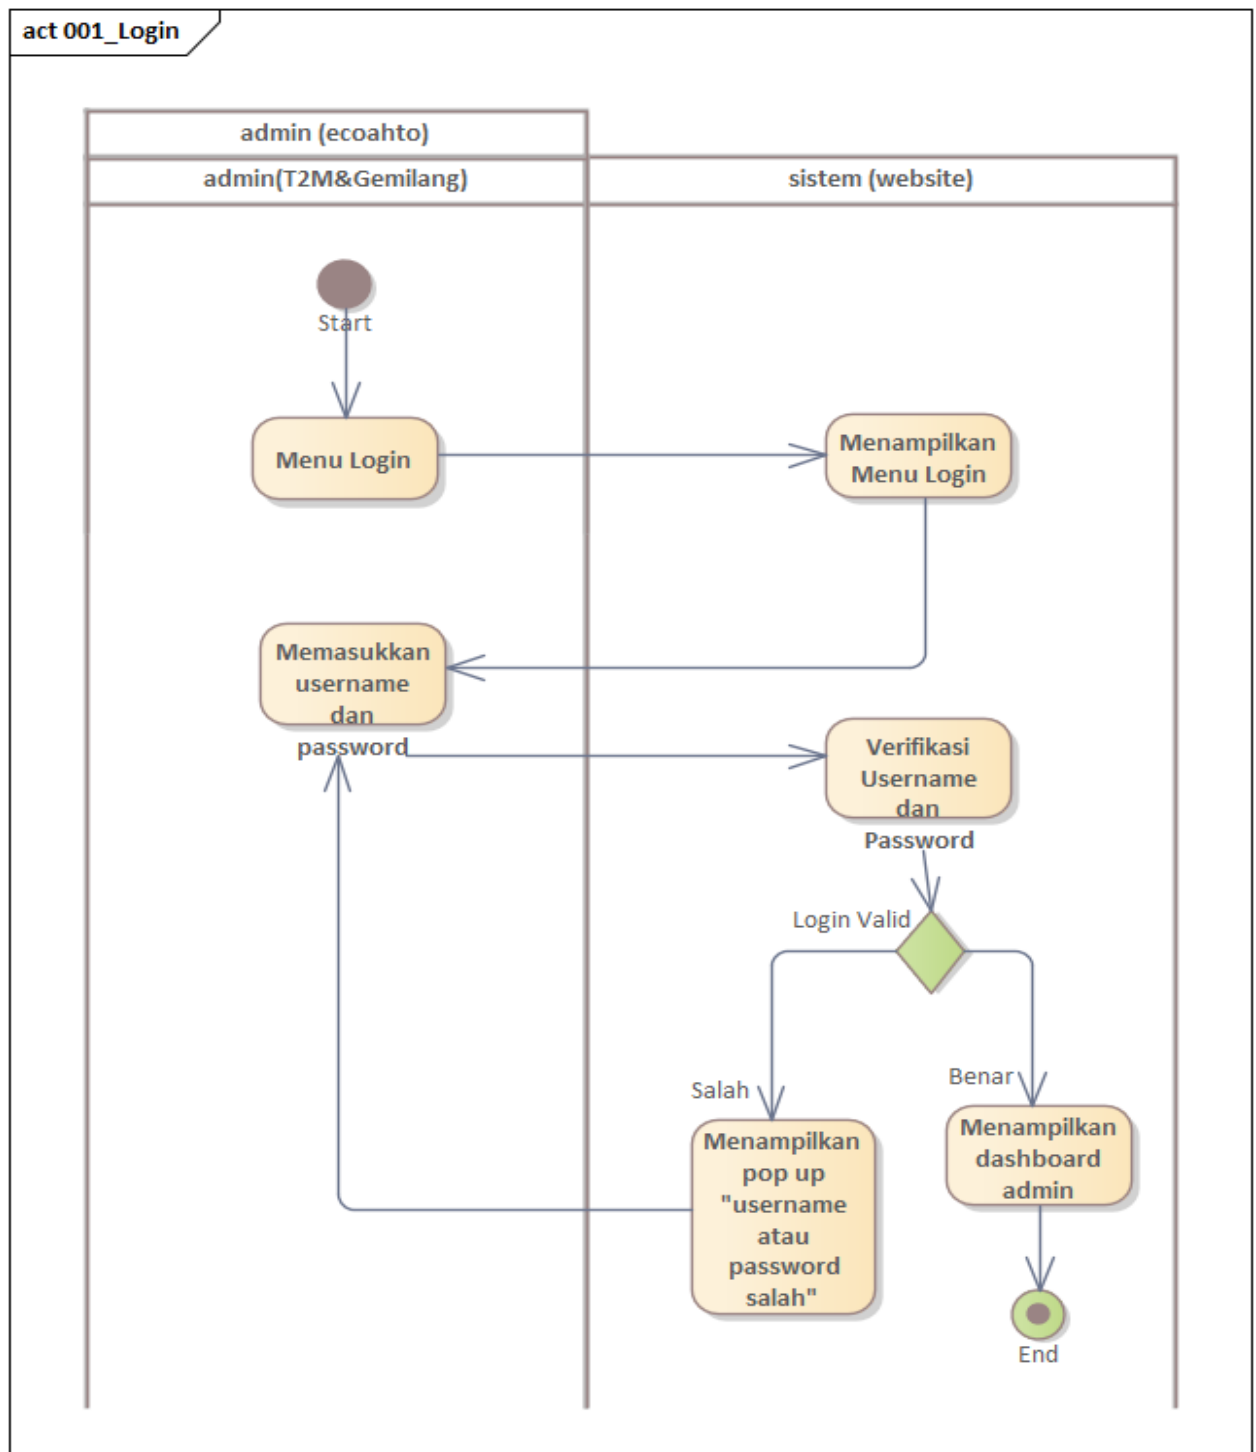 act 001_Login
admin (ecoahto)
admin(T2M&Gemilang)
sistem (website)
Start
Menu Login
Menampilkan
Menu Login
Memasukkan
username
dan
password
Verifikasi
Username
dan
Password
Login Valid
Salah
Benar
Menampilkan
pop up
"username
atau
password
salah"
Menampilkan
dashboard
admin
End